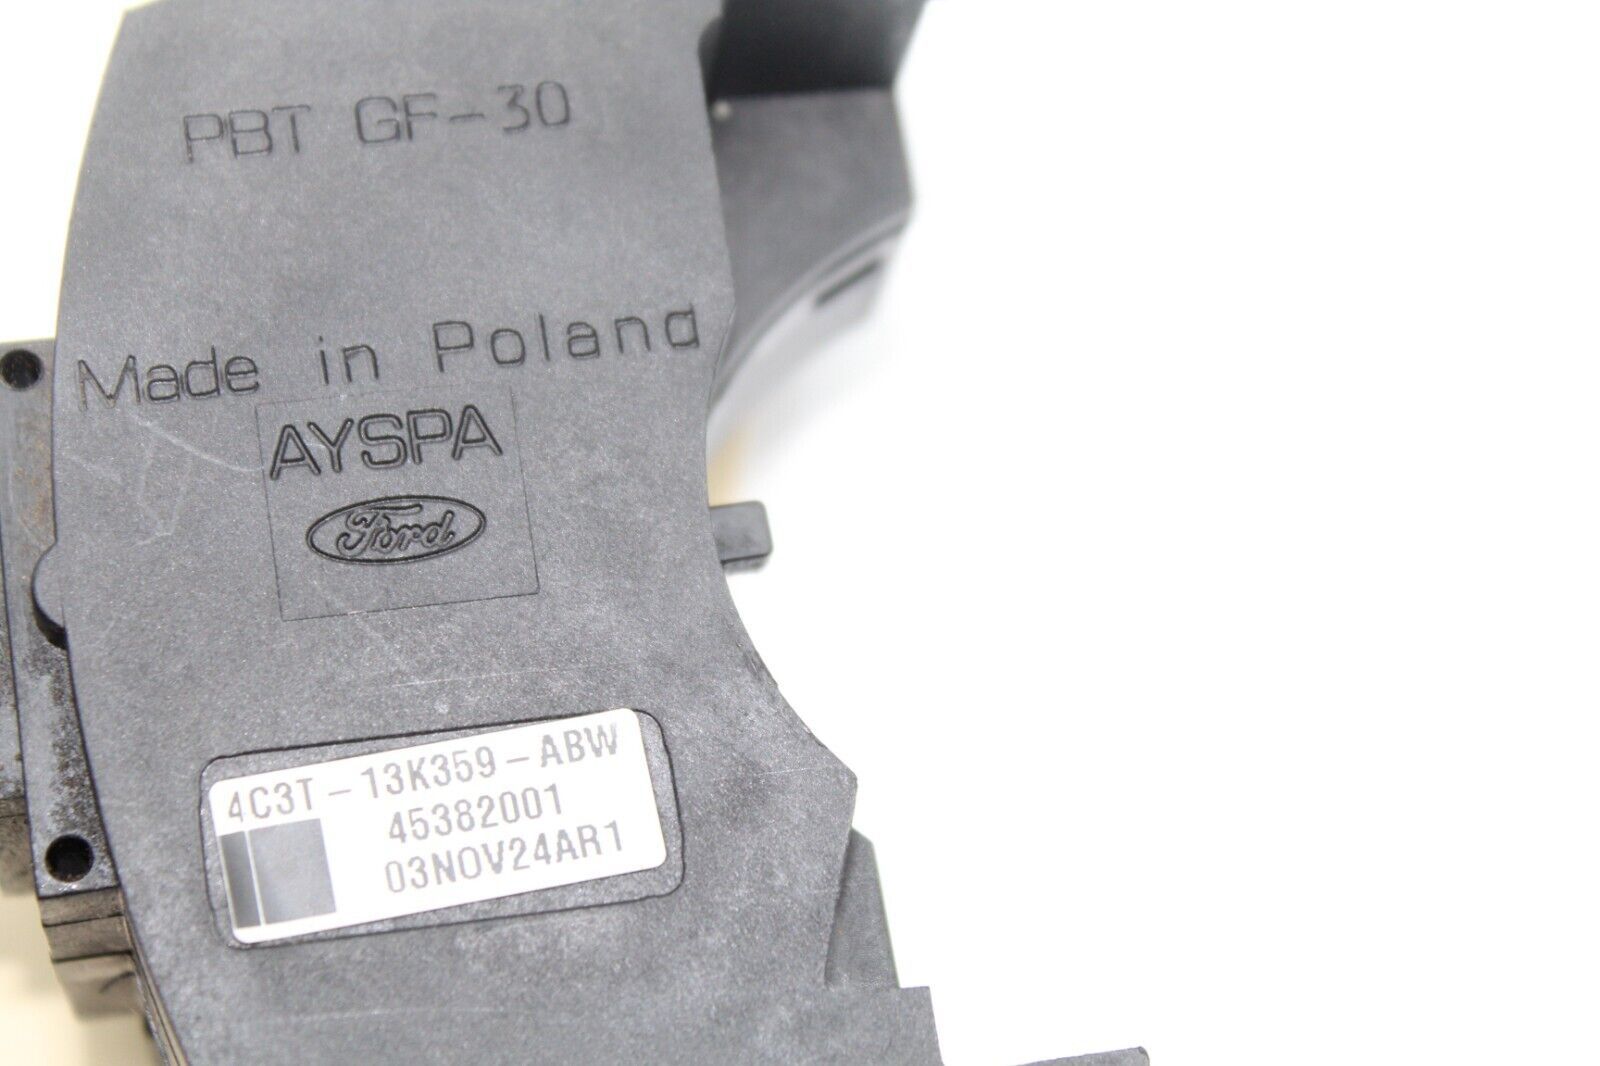 PBT GF-30
Made in Poland
AYSPA
Ford
4C3T-13K359-ABW
45382001
03NOV24AR1